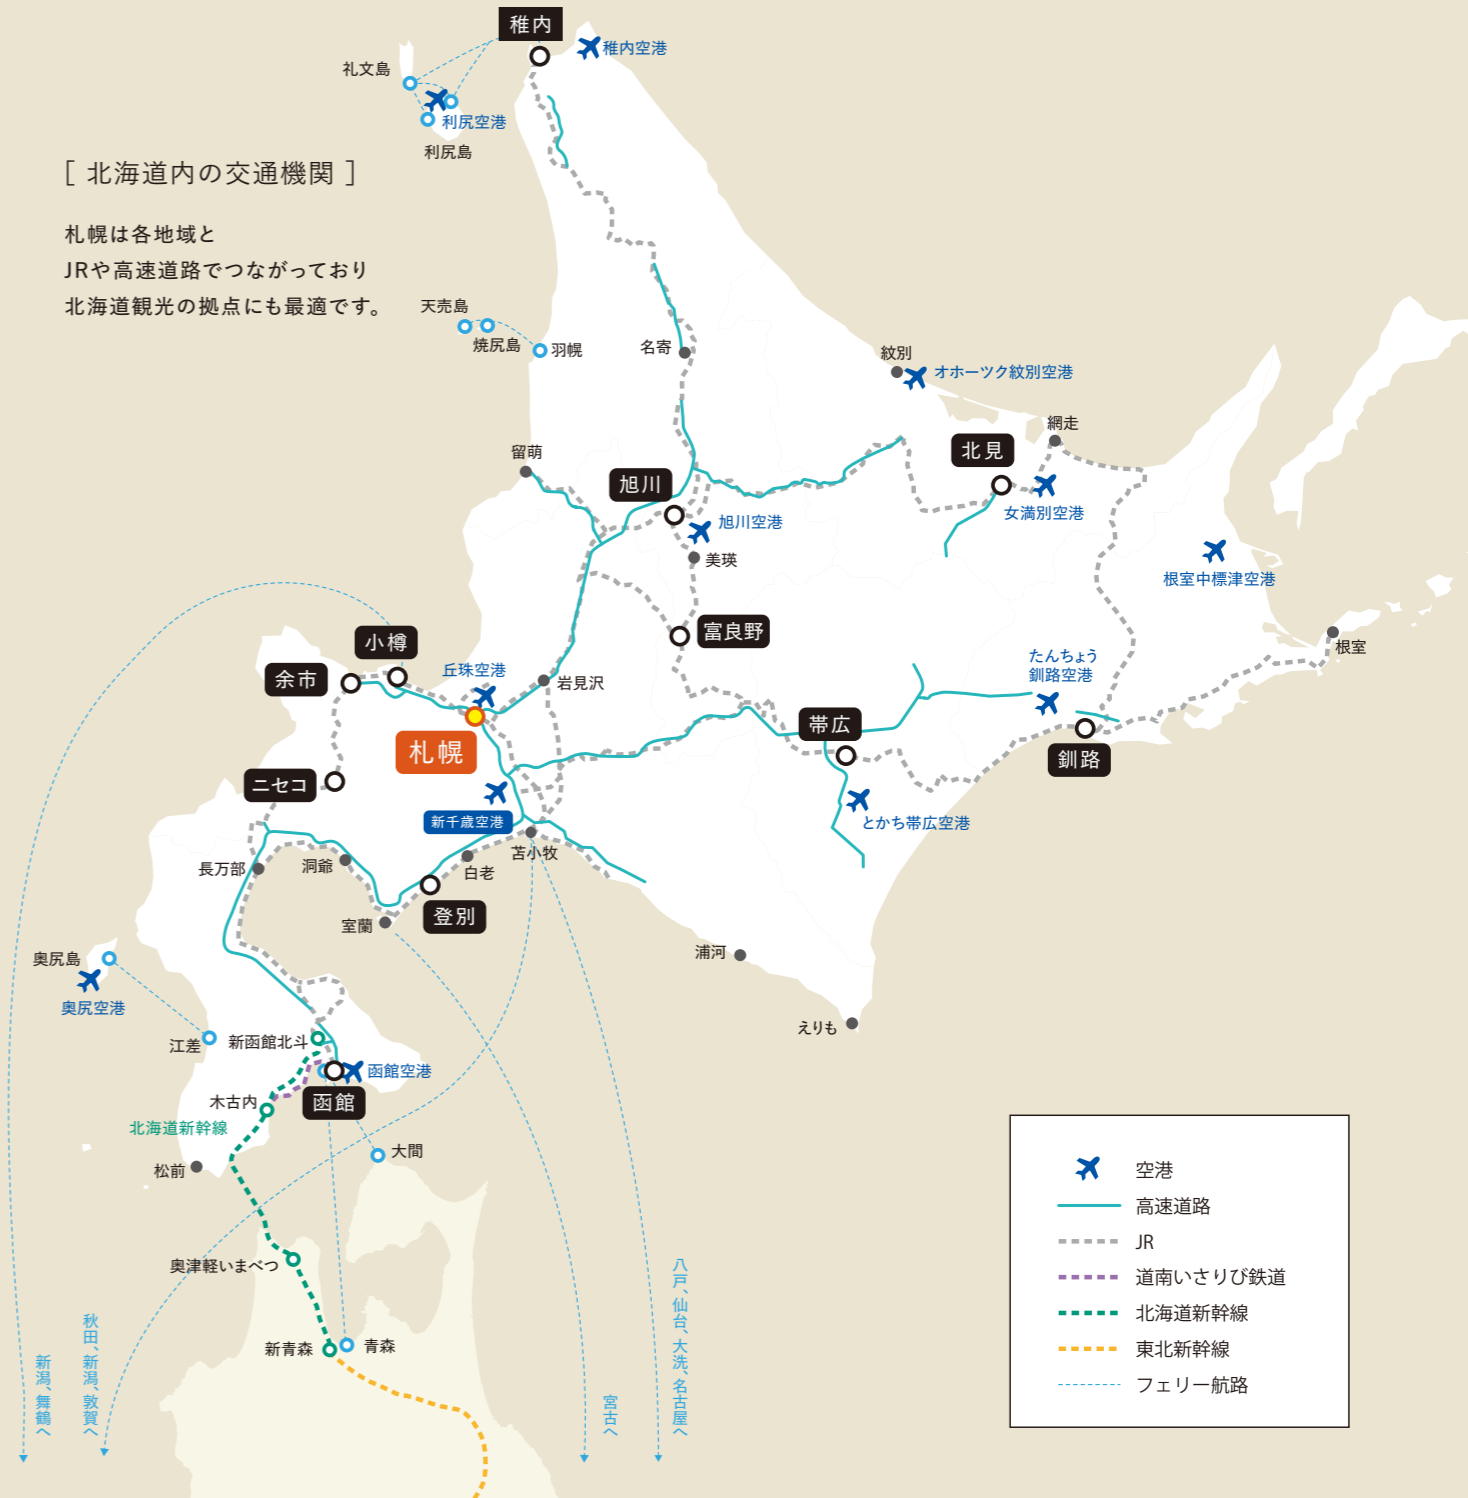 稚内
稚内空港
礼文島
利尻空港
利尻島
[ 北海道内の交通機関 ]
札幌は各地域と
JRや高速道路でつながっており
北海道観光の拠点にも最適です。
天売島
焼尻島
羽幌
名寄
紋別
オホーツク紋別空港
網走
北見
女満別空港
留萌
旭川
旭川空港
美瑛
根室中標津空港
富良野
根室
小樽
余市
丘珠空港
岩見沢
たんちょう
釧路空港
札幌
帯広
釧路
ニセコ
新千歳空港
とかち帯広空港
苫小牧
長万部
洞爺
白老
登別
室蘭
浦河
奥尻島
奥尻空港
えりも
江差
新函館北斗
函館空港
函館
木古内
北海道新幹線
大間
松前
奥津軽いまべつ
新青森
青森
新潟、舞鶴へ
秋田、新潟、敦賀へ
宮古へ
八戸、仙台、大洗、名古屋へ
空港
高速道路
JR
道南いさりび鉄道
北海道新幹線
東北新幹線
フェリー航路